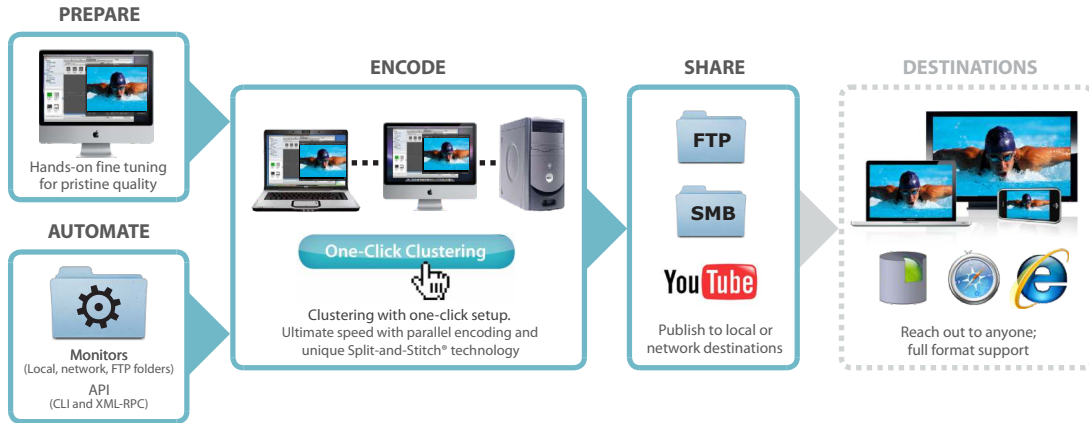 PREPARE
Hands-on fine tuning
for pristine quality
AUTOMATE
Monitors
(Local, network, FTP folders)
API
(CLI and XML-RPC)
ENCODE
One-Click Clustering
Clustering with one-click setup.
Ultimate speed with parallel encoding and
unique Split-and-Stitch® technology
SHARE
FTP
SMB
YouTube
Publish to local or
network destinations
DESTINATIONS
Reach out to anyone;
full format support